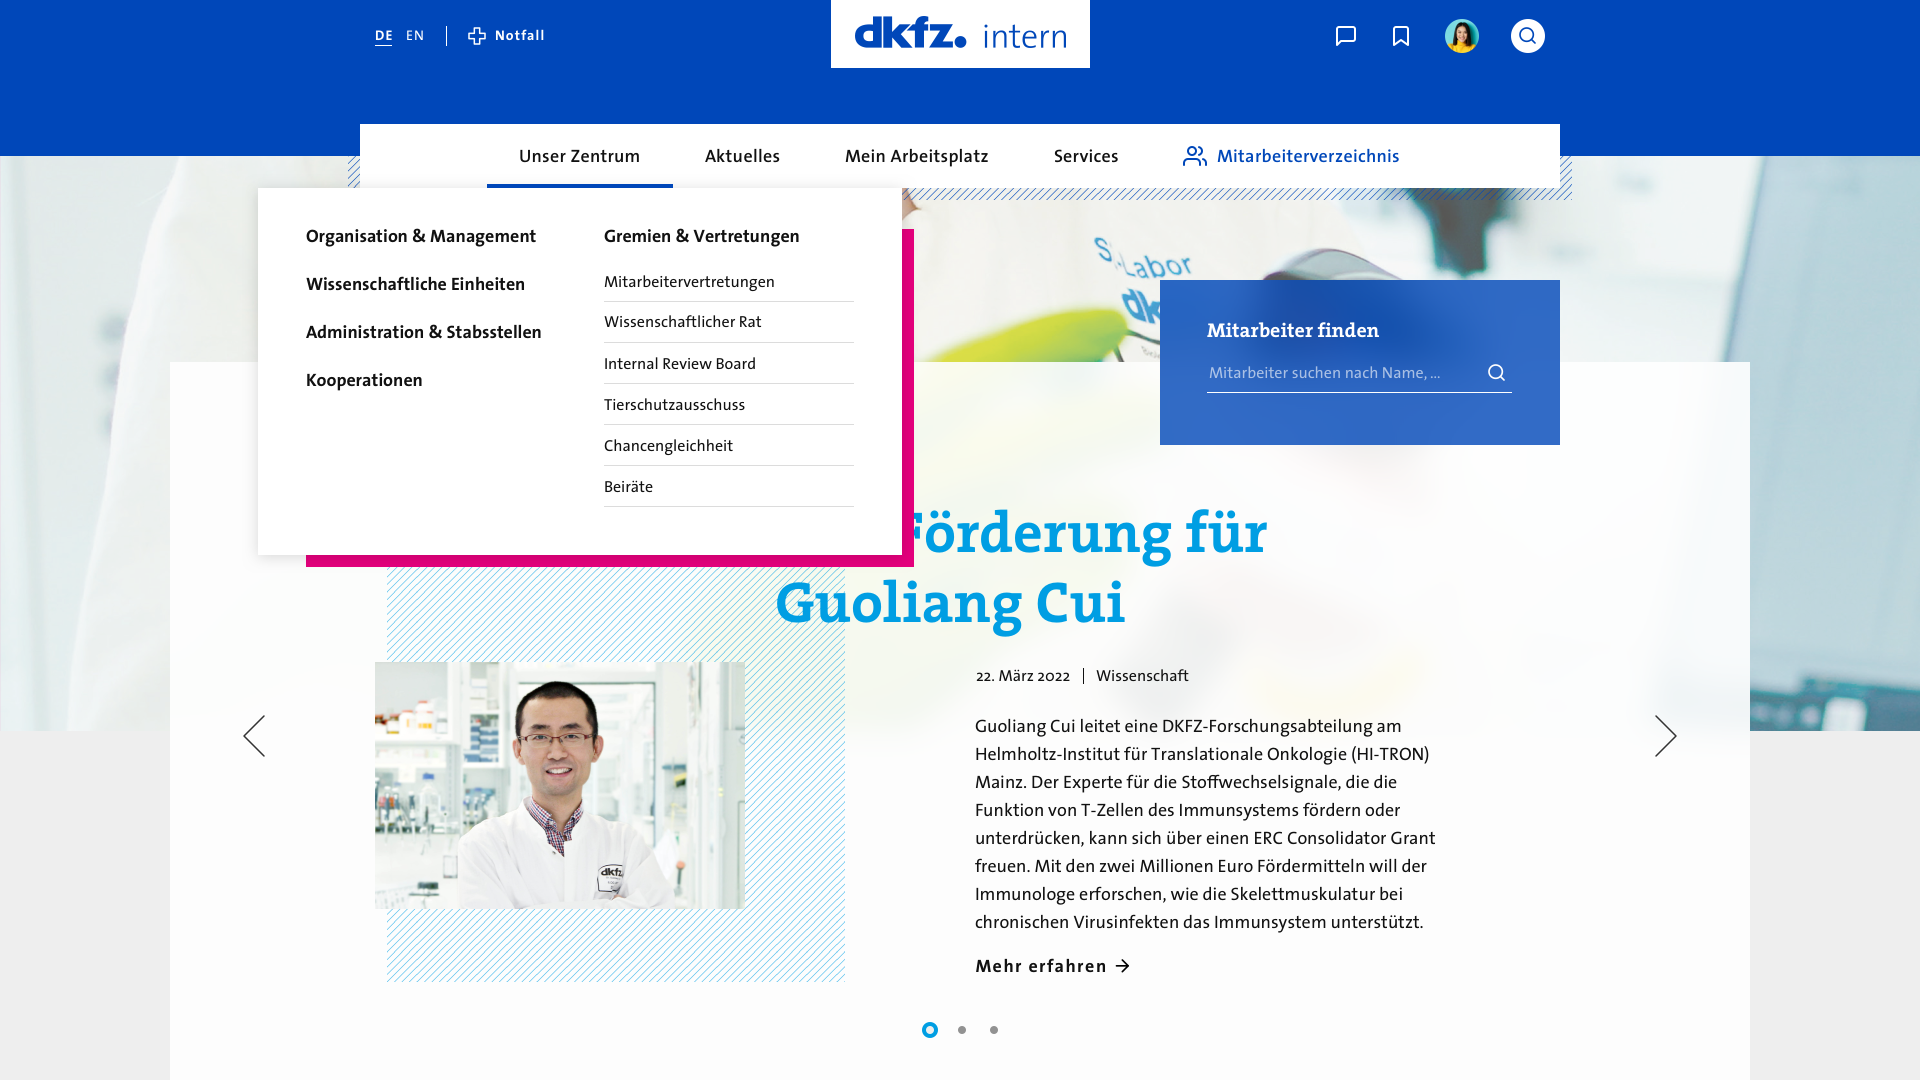 DE EN Notfall
dkfz. intern
Unser Zentrum Aktuelles Mein Arbeitsplatz Services Mitarbeiterverzeichnis
Organisation & Management
Wissenschaftliche Einheiten
Administration & Stabsstellen
Kooperationen
Gremien & Vertretungen
Mitarbeitervertretungen
Wissenschaftlicher Rat
Internal Review Board
Tierschutzausschuss
Chancengleichheit
Beiräte
Labor
dk
Mitarbeiter finden
Mitarbeiter suchen nach Name, ...
Förderung für
Guoliang Cui
22. März 2022 | Wissenschaft
Guoliang Cui leitet eine DKFZ-Forschungsabteilung am
Helmholtz-Institut für Translationale Onkologie (HI-TRON)
Mainz. Der Experte für die Stoffwechselsignale, die die
Funktion von T-Zellen des Immunsystems fördern oder
unterdrücken, kann sich über einen ERC Consolidator Grant
freuen. Mit den zwei Millionen Euro Fördermitteln will der
Immunologe erforschen, wie die Skelettmuskulatur bei
chronischen Virusinfekten das Immunsystem unterstützt.
Mehr erfahren
dkfz.